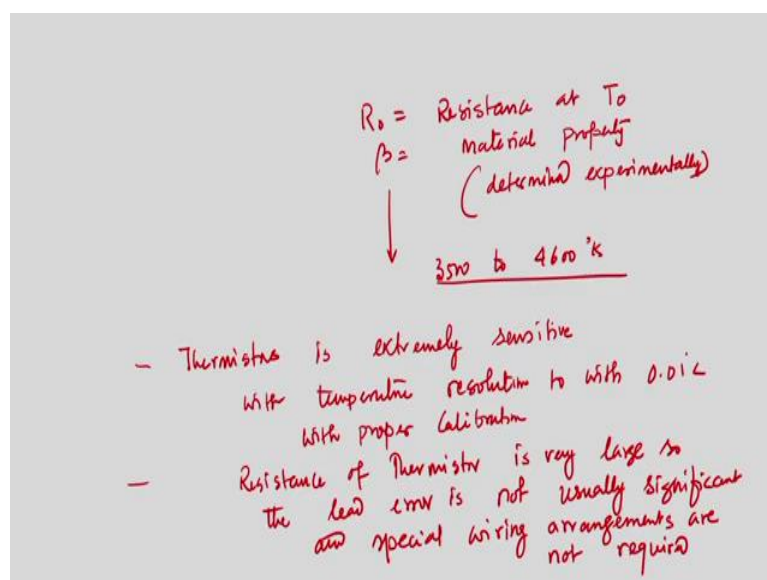 R₀ = Resistance at T₀
β = material property
(determined experimentally)
3500 to 4600 °K
- Thermistor is extremely sensitive
with temperature resolution to with 0.01c
with proper calibration
- Resistance of Thermistor is very large so
the lead error is not usually significant
and special wiring arrangements are
not required